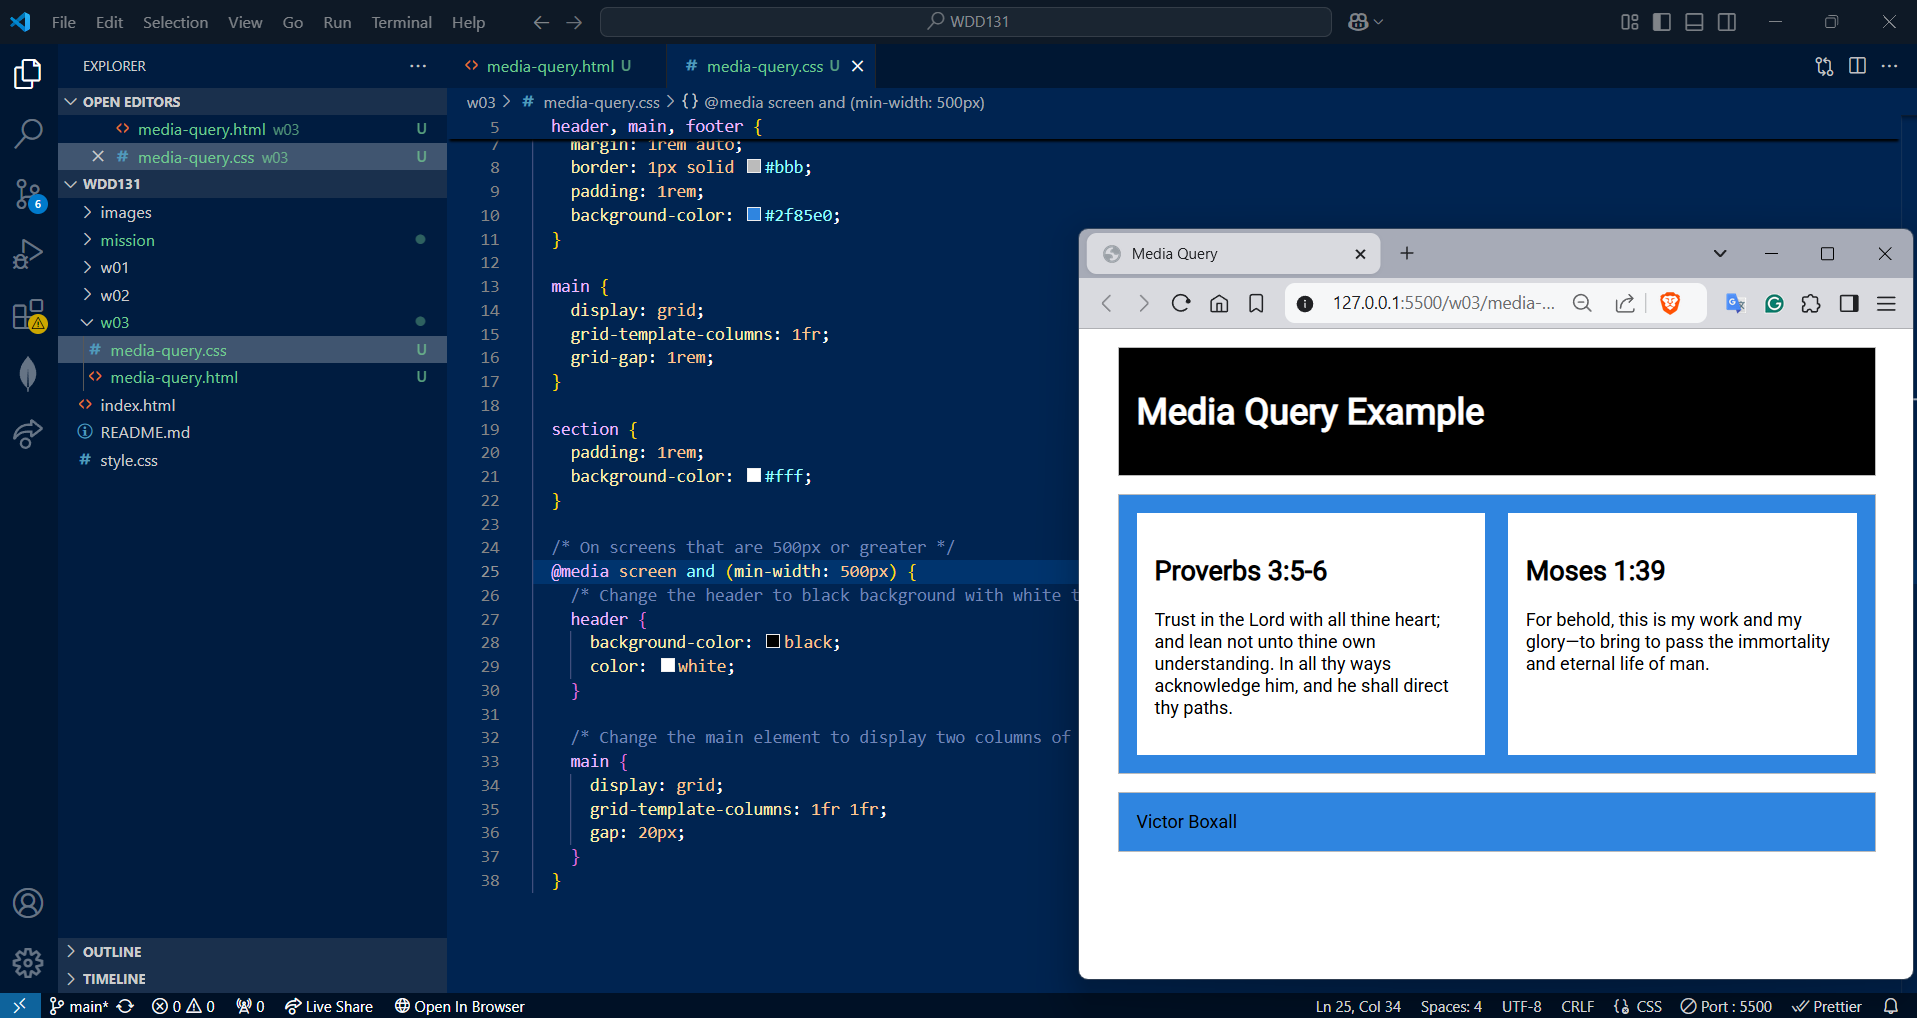 File Edit Selection View Go Run Terminal Help
WDD131
EXPLORER
OPEN EDITORS
media-query.html w03 U
media-query.css w03 U
WDD131
images
mission
w01
w02
w03
media-query.css U
media-query.html U
index.html
README.md
style.css
OUTLINE
TIMELINE
6
media-query.html U
# media-query.css U
w03 > # media-query.css > {} @media screen and (min-width: 500px)
5 header, main, footer {
7 margin: 1rem auto;
8 border: 1px solid #bbb;
9 padding: 1rem;
10 background-color: #2f85e0;
11 }
12
13 main {
14 display: grid;
15 grid-template-columns: 1fr;
16 grid-gap: 1rem;
17 }
18
19 section {
20 padding: 1rem;
21 background-color: #fff;
22 }
23
24 /* On screens that are 500px or greater */
25 @media screen and (min-width: 500px) {
26 /* Change the header to black background with white t
27 header {
28 background-color: black;
29 color: white;
30 }
31
32 /* Change the main element to display two columns of
33 main {
34 display: grid;
35 grid-template-columns: 1fr 1fr;
36 gap: 20px;
37 }
38 }
Media Query
127.0.0.1:5500/w03/media-...
Media Query Example
Proverbs 3:5-6
Trust in the Lord with all thine heart;
and lean not unto thine own
understanding. In all thy ways
acknowledge him, and he shall direct
thy paths.
Moses 1:39
For behold, this is my work and my
glory—to bring to pass the immortality
and eternal life of man.
Victor Boxall
main* 0 0 0 Live Share Open In Browser
Ln 25, Col 34 Spaces: 4 UTF-8 CRLF {} CSS Port : 5500 Prettier